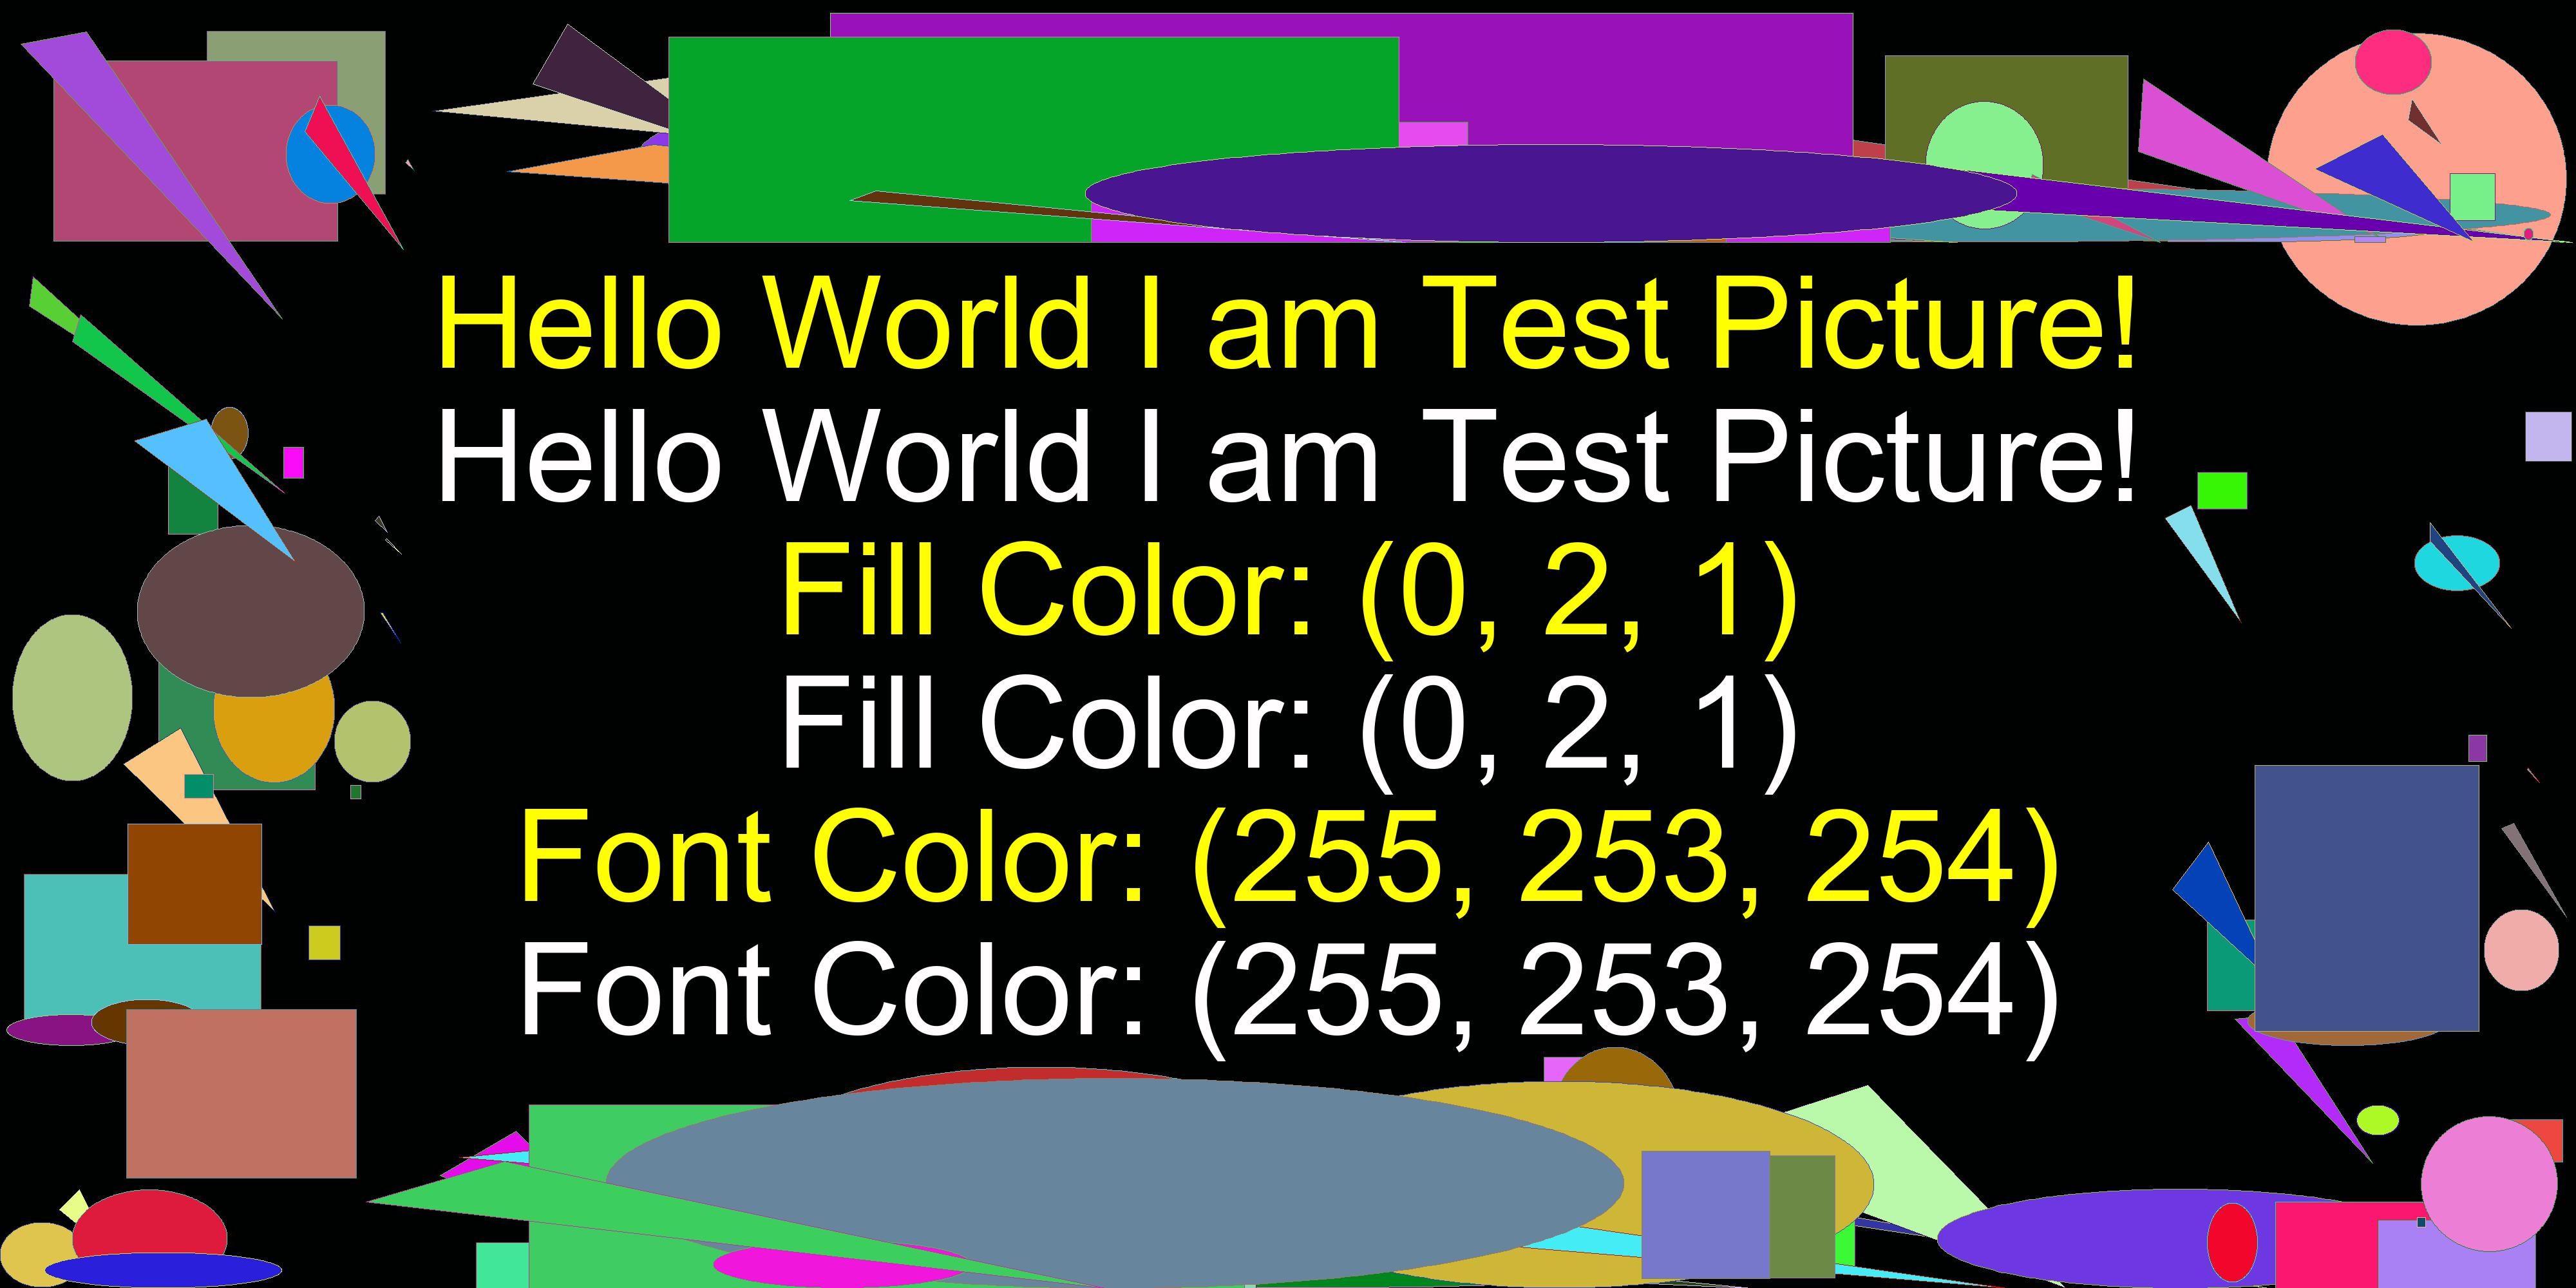 Hello World I am Test Picture!
Hello World I am Test Picture!
Fill Color: (0, 2, 1)
Fill Color: (0, 2, 1)
Font Color: (255, 253, 254)
Font Color: (255, 253, 254)